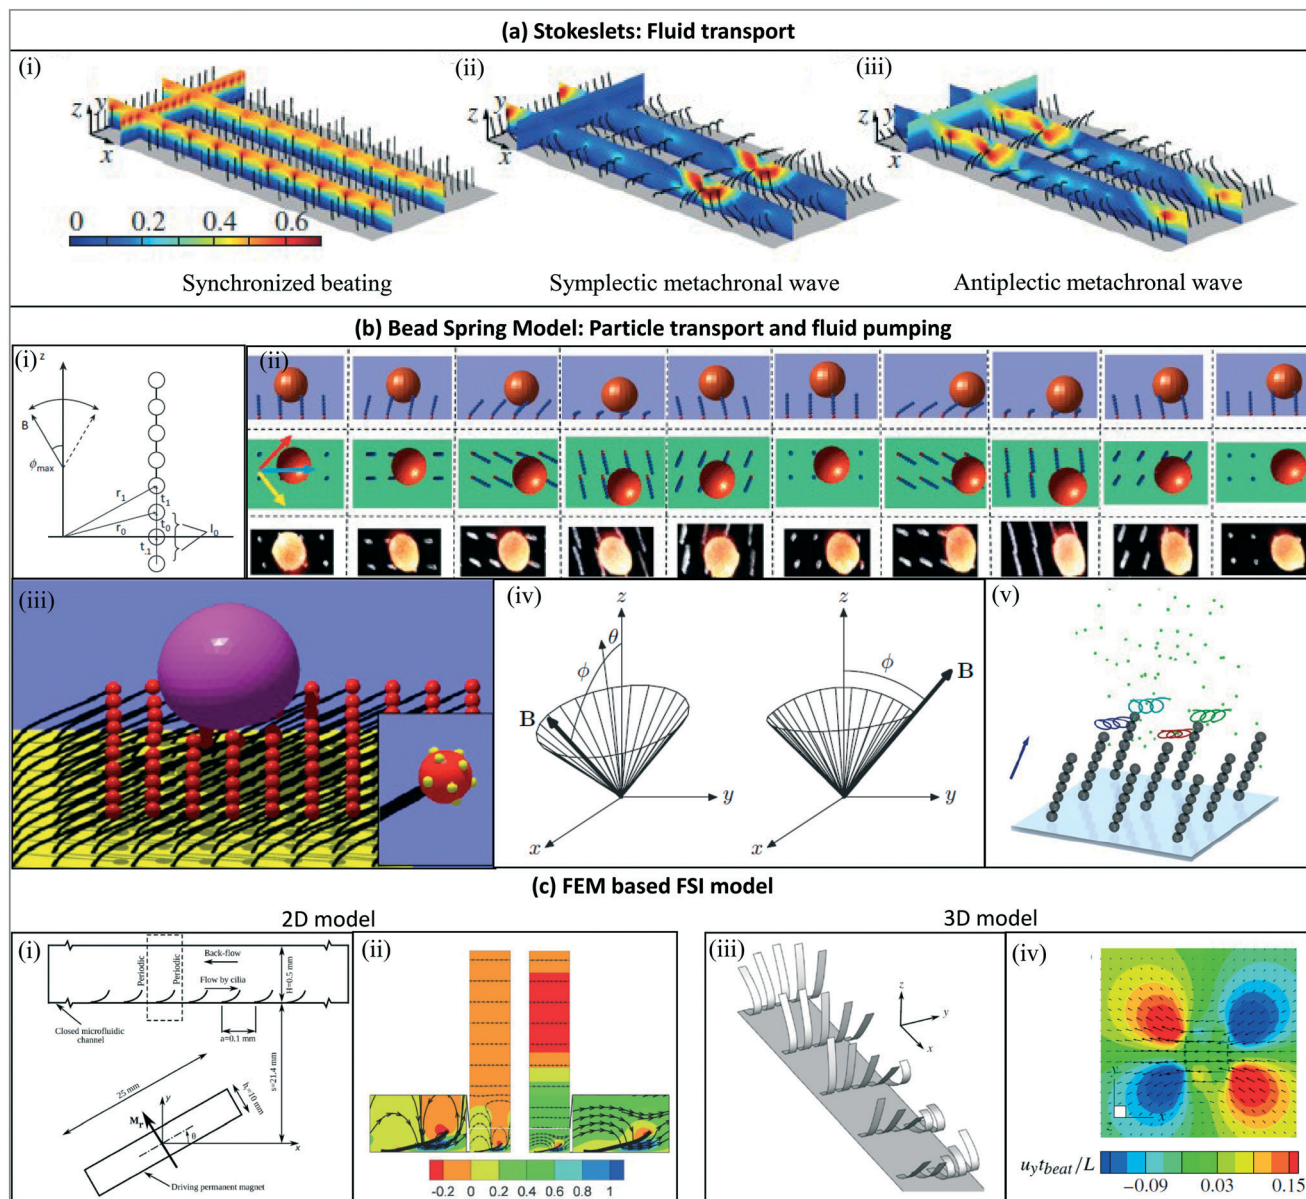 (a) Stokeslets: Fluid transport
(i)
(ii)
(iii)
z y
x
z y
x
z y
x
0 0.2 0.4 0.6
Synchronized beating
Symplectic metachronal wave
Antiplectic metachronal wave
(b) Bead Spring Model: Particle transport and fluid pumping
(i)
z
B
ϕmax
r1
r0
t1
t0
t-1
l0
(ii)
(iii)
(iv)
z
θ
ϕ
B
y
x
z
ϕ
B
y
x
(v)
(c) FEM based FSI model
2D model
3D model
(i)
Periodic
Periodic
Back-flow
Flow by cilia
H=0.5 mm
Closed microfluidic
channel
a=0.1 mm
s=21.4 mm
25 mm
h=10 mm
Mr
y
θ
x
Driving permanent magnet
(ii)
-0.2 0 0.2 0.4 0.6 0.8 1
(iii)
z
y
x
(iv)
uytbeat/L
−0.09 0.03 0.15